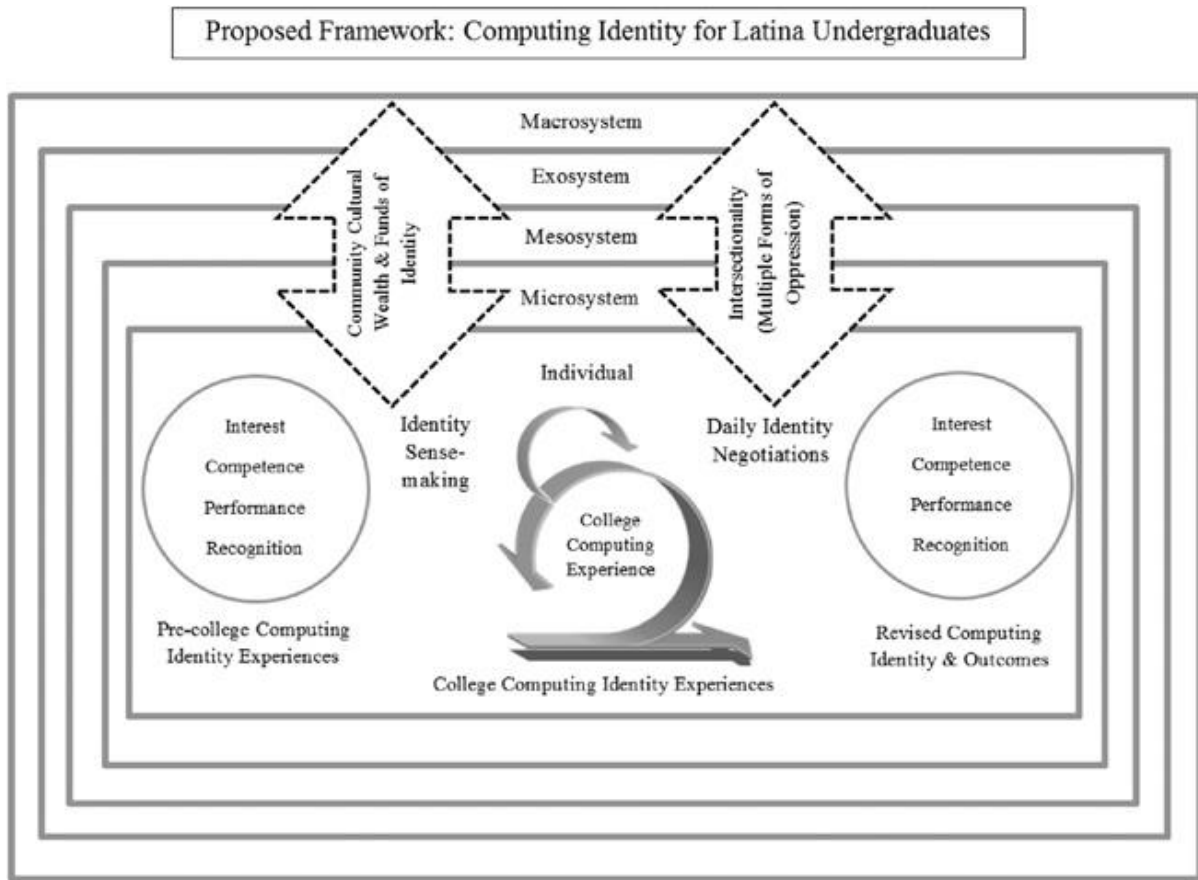 Proposed Framework: Computing Identity for Latina Undergraduates
Macrosystem
Exosystem
Mesosystem
Microsystem
Community Cultural
Wealth & Funds of
Identity
Intersectionality
(Multiple Forms of
Oppression)
Individual
Interest
Competence
Performance
Recognition
Pre-college Computing
Identity Experiences
Identity
Sense-
making
College
Computing
Experience
College Computing Identity Experiences
Daily Identity
Negotiations
Interest
Competence
Performance
Recognition
Revised Computing
Identity & Outcomes